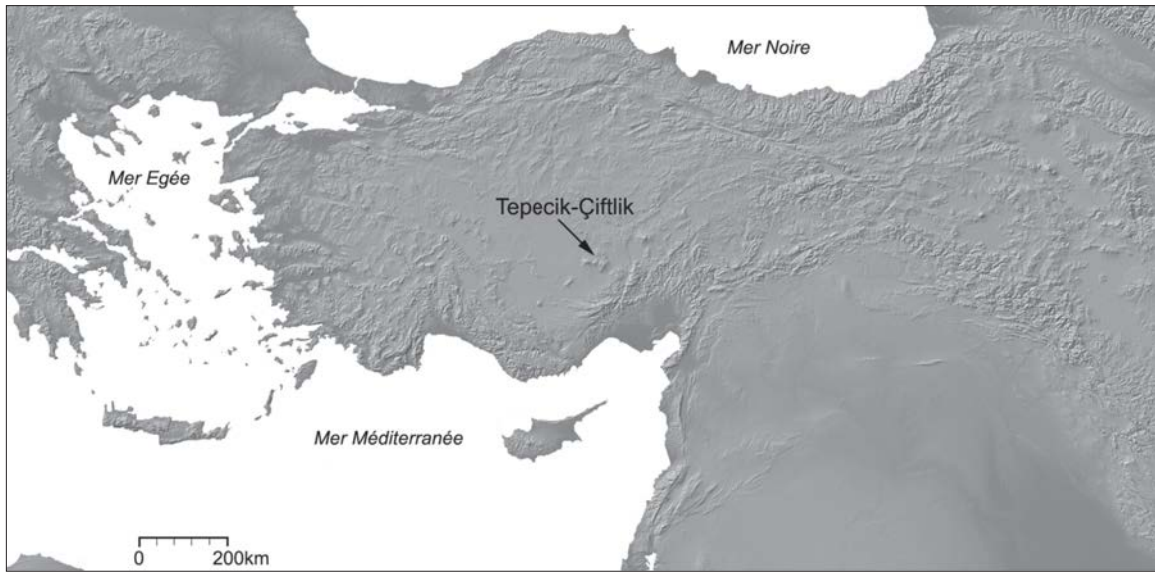 Mer Noire
Mer Egée
Tepecik-Çiftlik
Mer Méditerranée
0 200km